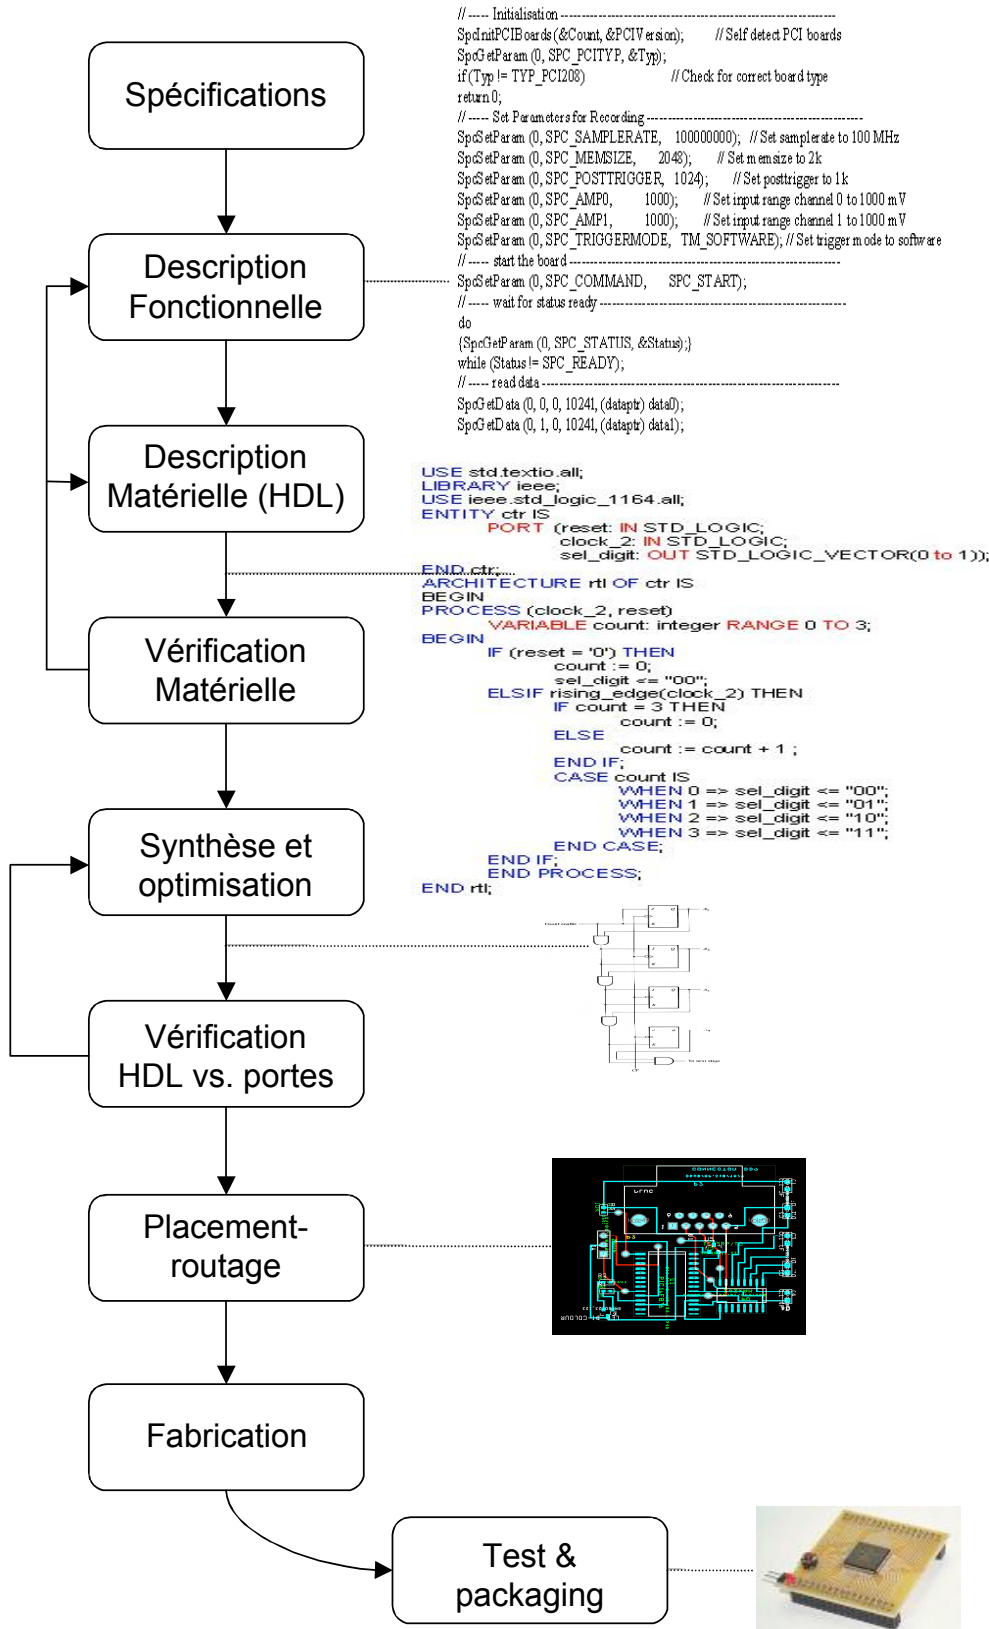 Spécifications
Description
Fonctionnelle
Description
Matérielle (HDL)
Vérification
Matérielle
Synthèse et
optimisation
Vérification
HDL vs. portes
Placement-
routage
Fabrication
Test &
packaging
// ----- Initialisation -----
SpcInitPCIBoards (&Count, &PCIVersion); // Self detect PCI boards
SpcGetParam (0, SPC_PCITYP, &Typ);
if (Typ != TYP_PCI208) // Check for correct board type
return 0;
// ----- Set Parameters for Recording -----
SpcSetParam (0, SPC_SAMPLERATE, 100000000); // Set samplerate to 100 MHz
SpcSetParam (0, SPC_MEMSIZE, 2048); // Set memsize to 2k
SpcSetParam (0, SPC_POSTTRIGGER, 1024); // Set posttrigger to 1k
SpcSetParam (0, SPC_AMP0, 1000); // Set input range channel 0 to 1000 mV
SpcSetParam (0, SPC_AMP1, 1000); // Set input range channel 1 to 1000 mV
SpcSetParam (0, SPC_TRIGGERMODE, TM_SOFTWARE); // Set trigger mode to software
// ----- start the board -----
SpcSetParam (0, SPC_COMMAND, SPC_START);
// ----- wait for status ready -----
do
{SpcGetParam (0, SPC_STATUS, &Status);}
while (Status != SPC_READY);
// ----- read data -----
SpcGetData (0, 0, 0, 1024l, (dataptr) data0);
SpcGetData (0, 1, 0, 1024l, (dataptr) data1);
USE std.textio.all;
LIBRARY ieee;
USE ieee.std_logic_1164.all;
ENTITY ctr IS
PORT (reset: IN STD_LOGIC;
clock_2: IN STD_LOGIC;
sel_digit: OUT STD_LOGIC_VECTOR(0 to 1));
END ctr;
ARCHITECTURE rtl OF ctr IS
BEGIN
PROCESS (clock_2, reset)
VARIABLE count: integer RANGE 0 TO 3;
BEGIN
IF (reset = '0') THEN
count := 0;
sel_digit <= "00";
ELSIF rising_edge(clock_2) THEN
IF count = 3 THEN
count := 0;
ELSE
count := count + 1 ;
END IF;
CASE count IS
WHEN 0 => sel_digit <= "00";
WHEN 1 => sel_digit <= "01";
WHEN 2 => sel_digit <= "10";
WHEN 3 => sel_digit <= "11";
END CASE;
END IF;
END PROCESS;
END rtl;